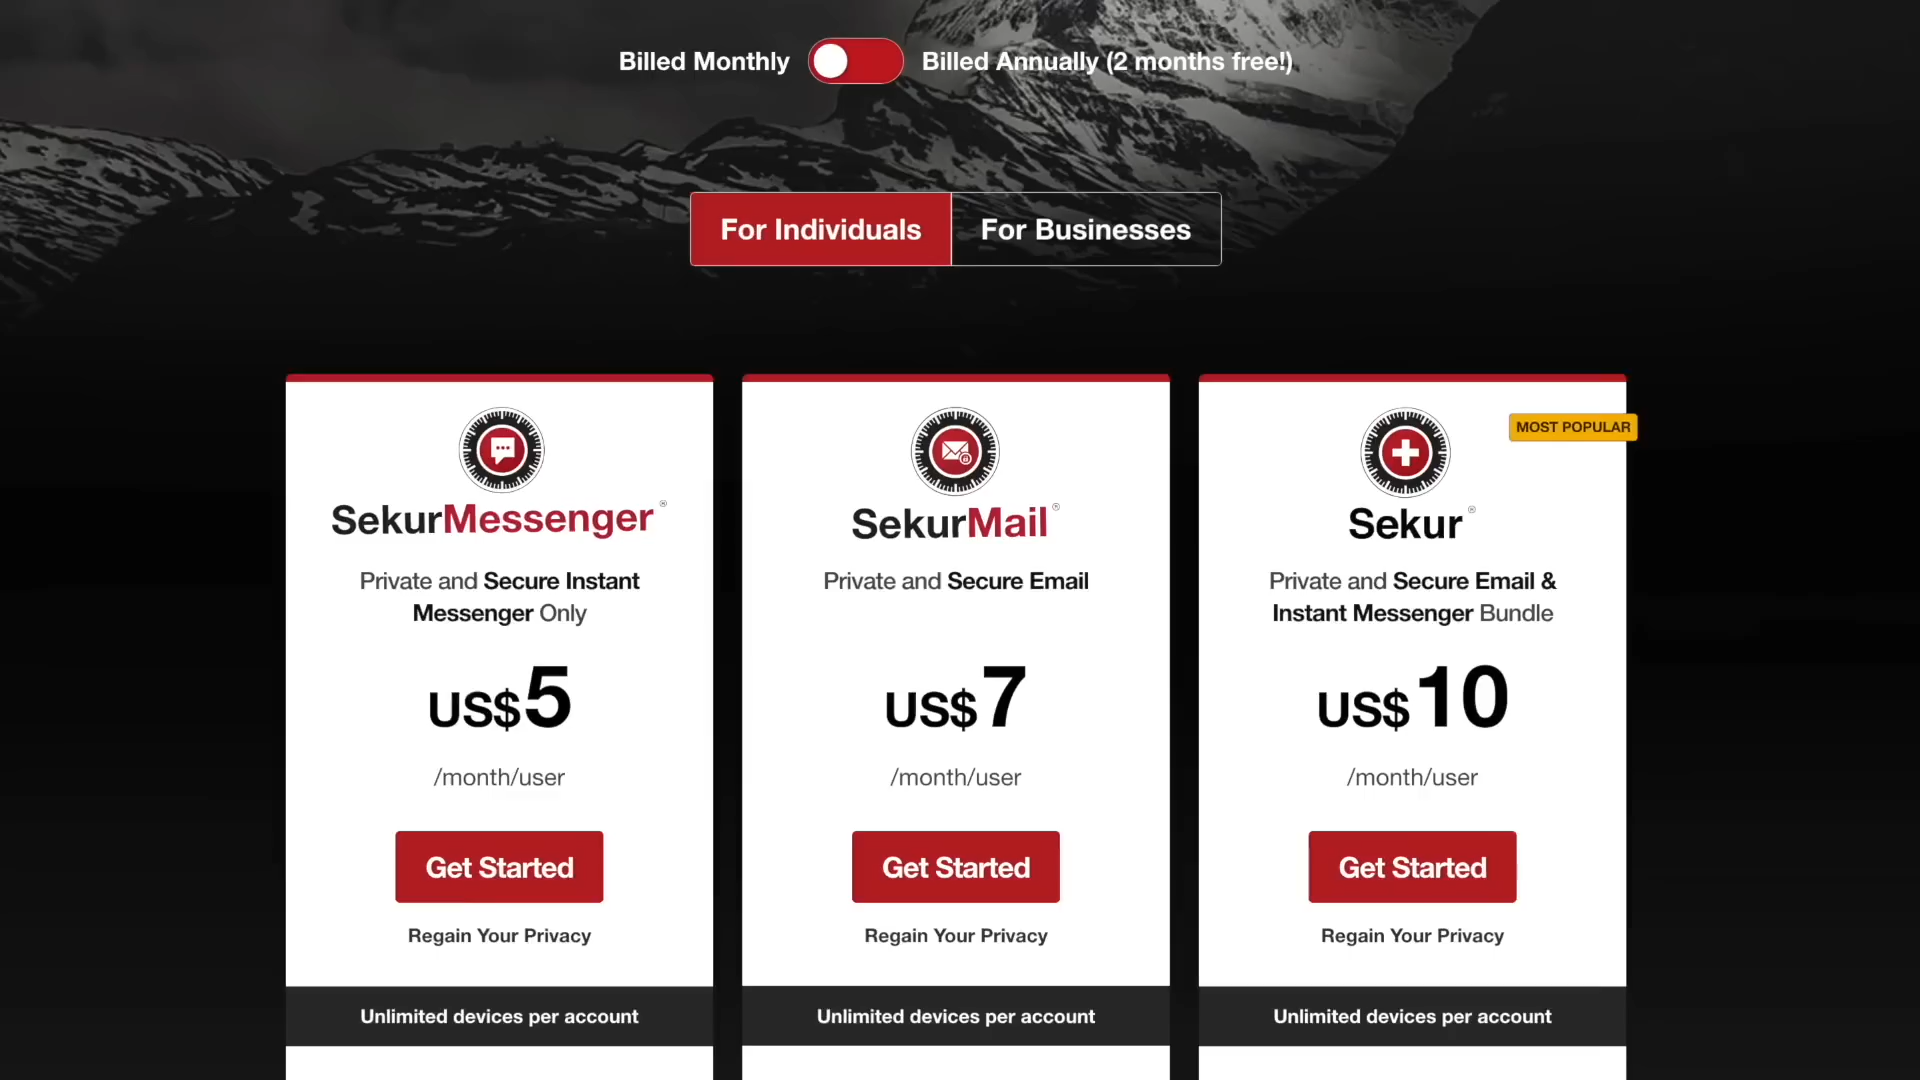 Billed Monthly
Billed Annually (2 months free!)
For Individuals
For Businesses
SekurMessenger®
Private and Secure Instant
Messenger Only
US$5
/month/user
Get Started
Regain Your Privacy
Unlimited devices per account
SekurMail®
Private and Secure Email
US$7
/month/user
Get Started
Regain Your Privacy
Unlimited devices per account
MOST POPULAR
Sekur®
Private and Secure Email &
Instant Messenger Bundle
US$10
/month/user
Get Started
Regain Your Privacy
Unlimited devices per account